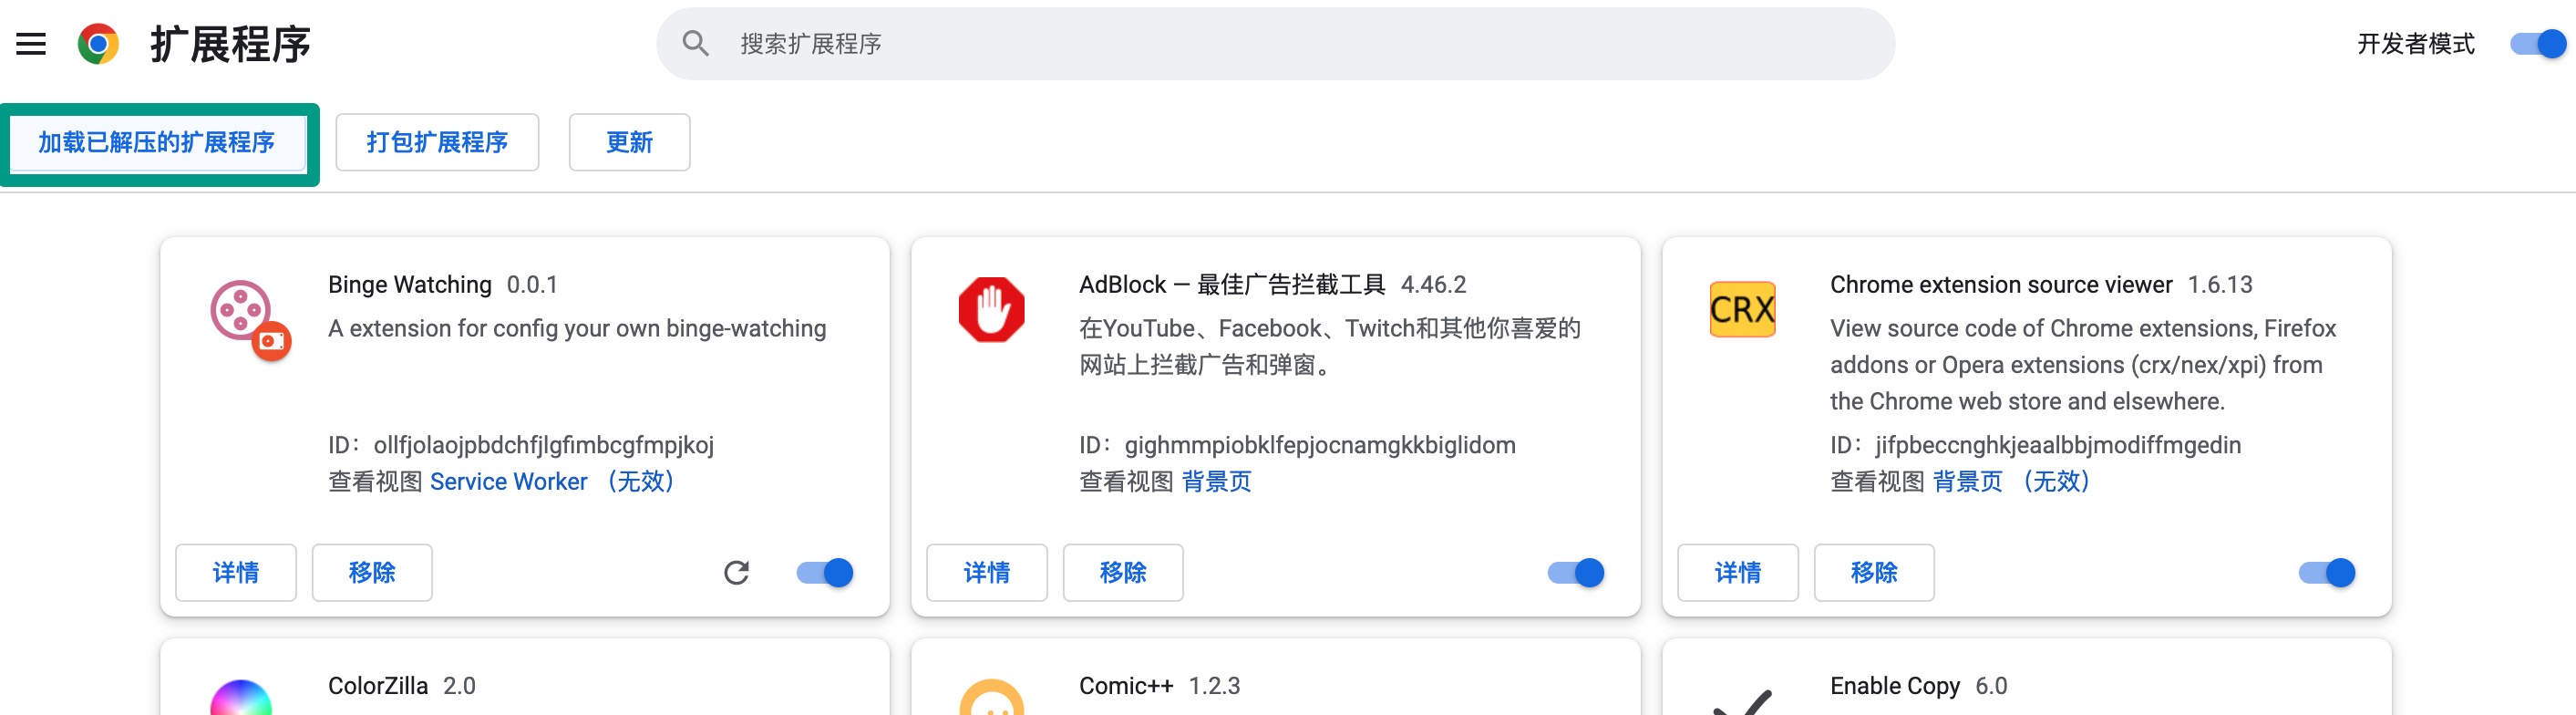 扩展程序
搜索扩展程序
开发者模式
加载已解压的扩展程序
打包扩展程序
更新
Binge Watching 0.0.1
A extension for config your own binge-watching
ID：ollfjolaojpbdchfjlgfimbcgfmpjkoj
查看视图 Service Worker （无效）
详情
移除
AdBlock — 最佳广告拦截工具 4.46.2
在YouTube、Facebook、Twitch和其他你喜爱的
网站上拦截广告和弹窗。
ID：gighmmpiobklfepjocnamgkkbiglidom
查看视图 背景页
详情
移除
CRX
Chrome extension source viewer 1.6.13
View source code of Chrome extensions, Firefox
addons or Opera extensions (crx/nex/xpi) from
the Chrome web store and elsewhere.
ID：jifpbeccnghkjeaalbbjmodiffmgedin
查看视图 背景页 （无效）
详情
移除
ColorZilla 2.0
Comic++ 1.2.3
Enable Copy 6.0